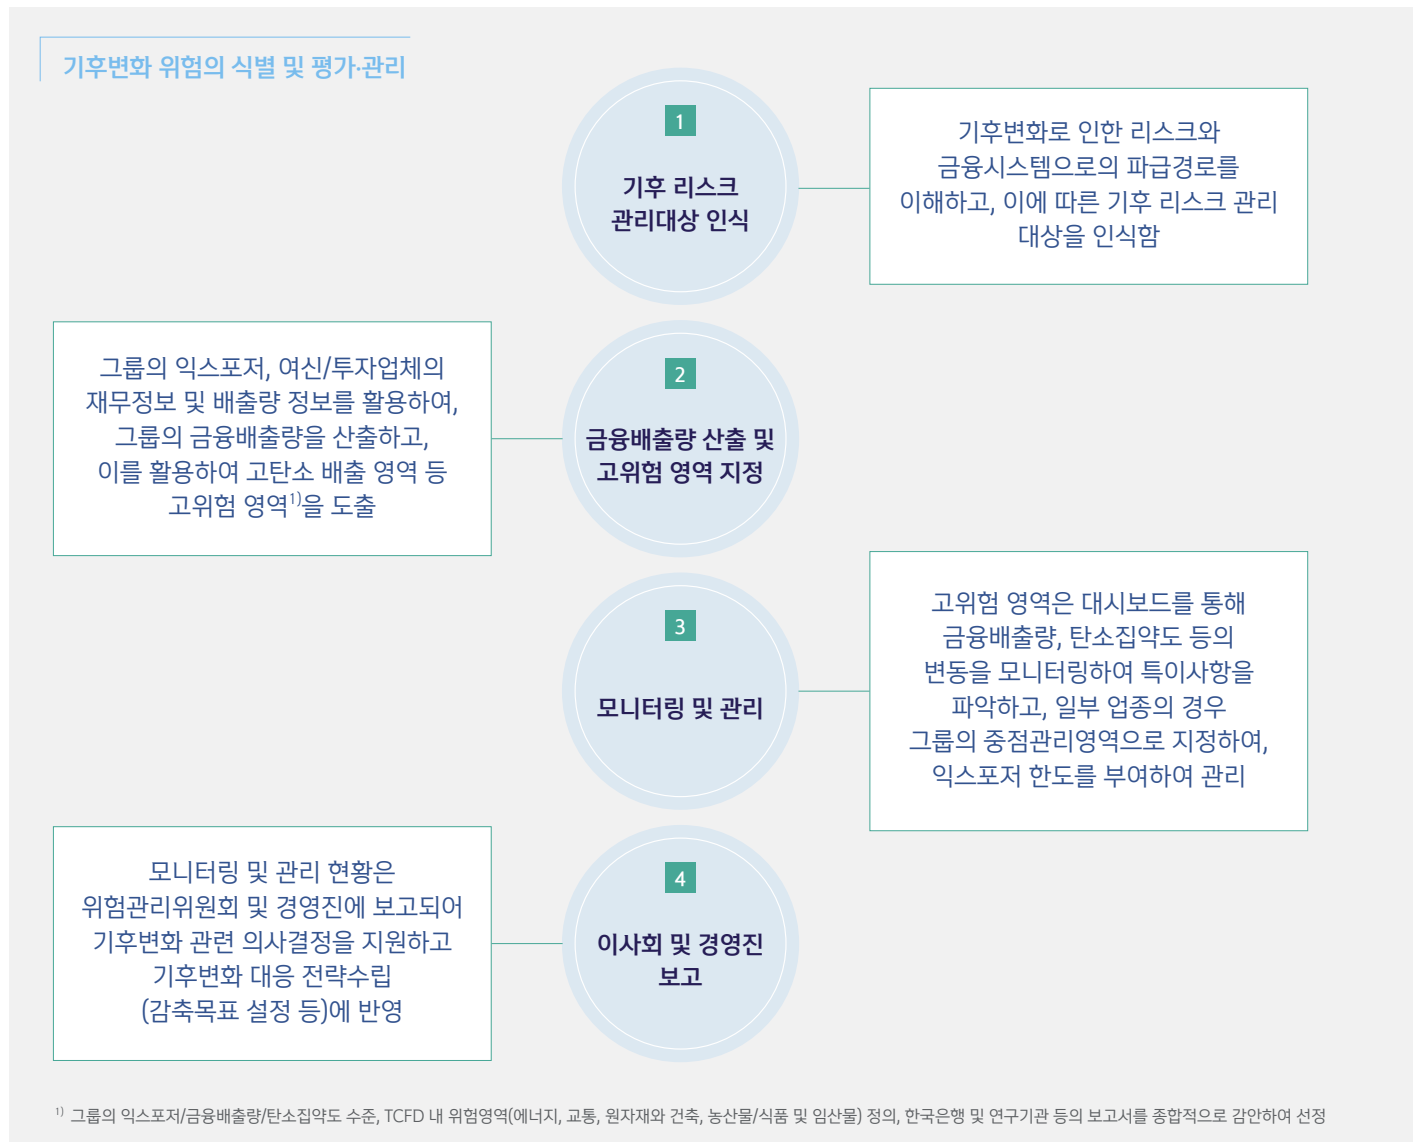 기후변화 위험의 식별 및 평가·관리
1
기후 리스크
관리대상 인식
기후변화로 인한 리스크와
금융시스템으로의 파급경로를
이해하고, 이에 따른 기후 리스크 관리
대상을 인식함
2
금융배출량 산출 및
고위험 영역 지정
그룹의 익스포저, 여신/투자업체의
재무정보 및 배출량 정보를 활용하여,
그룹의 금융배출량을 산출하고,
이를 활용하여 고탄소 배출 영역 등
고위험 영역1)을 도출
3
모니터링 및 관리
고위험 영역은 대시보드를 통해
금융배출량, 탄소집약도 등의
변동을 모니터링하여 특이사항을
파악하고, 일부 업종의 경우
그룹의 중점관리영역으로 지정하여,
익스포저 한도를 부여하여 관리
4
이사회 및 경영진
보고
모니터링 및 관리 현황은
위험관리위원회 및 경영진에 보고되어
기후변화 관련 의사결정을 지원하고
기후변화 대응 전략수립
(감축목표 설정 등)에 반영
1) 그룹의 익스포저/금융배출량/탄소집약도 수준, TCFD 내 위험영역(에너지, 교통, 원자재와 건축, 농산물/식품 및 임산물) 정의, 한국은행 및 연구기관 등의 보고서를 종합적으로 감안하여 선정